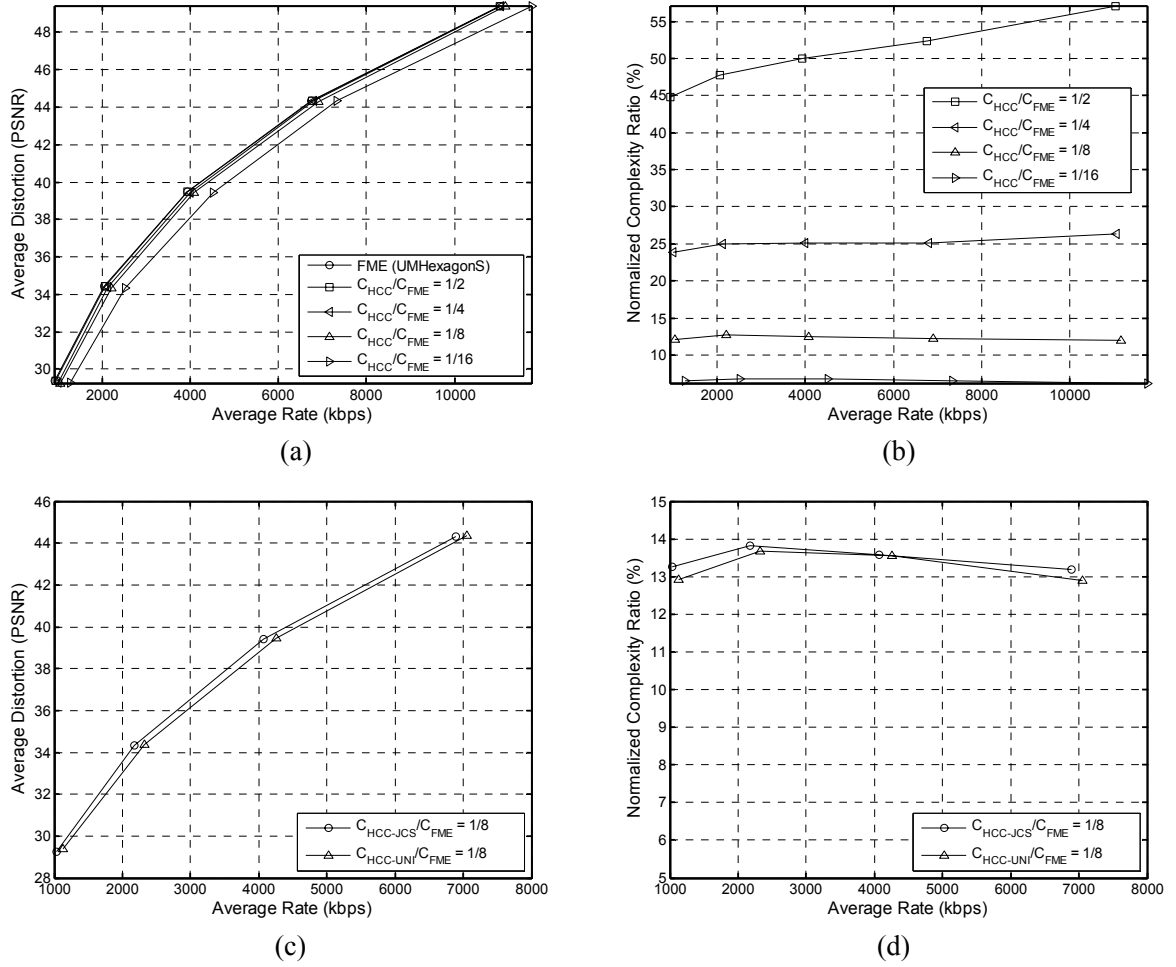 48
46
44
42
40
38
36
34
32
30
2000
4000
6000
8000
10000
Average Rate (kbps)
Average Distortion (PSNR)
FME (UMHexagonS)
C_HCC/C_FME = 1/2
C_HCC/C_FME = 1/4
C_HCC/C_FME = 1/8
C_HCC/C_FME = 1/16
(a)
55
50
45
40
35
30
25
20
15
10
2000
4000
6000
8000
10000
Average Rate (kbps)
Normalized Complexity Ratio (%)
C_HCC/C_FME = 1/2
C_HCC/C_FME = 1/4
C_HCC/C_FME = 1/8
C_HCC/C_FME = 1/16
(b)
46
44
42
40
38
36
34
32
30
28
1000
2000
3000
4000
5000
6000
7000
8000
Average Rate (kbps)
Average Distortion (PSNR)
C_HCC-JCS/C_FME = 1/8
C_HCC-UNI/C_FME = 1/8
(c)
15
14
13
12
11
10
9
8
7
6
5
1000
2000
3000
4000
5000
6000
7000
8000
Average Rate (kbps)
Normalized Complexity Ratio (%)
C_HCC-JCS/C_FME = 1/8
C_HCC-UNI/C_FME = 1/8
(d)